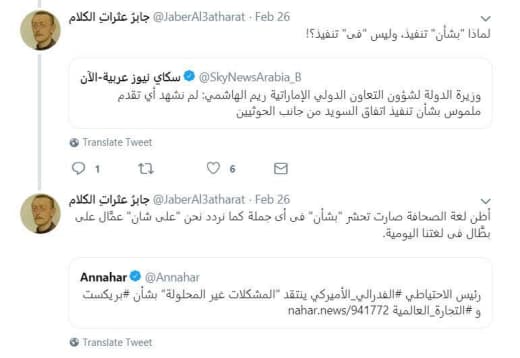 جابرُ عثراتِ الكلام @JaberAl3atharat · Feb 26
لماذا "بشأن" تنفيذ، وليس "فى" تنفيذ؟!
سكاي نيوز عربية-الآن @SkyNewsArabia_B
وزيرة الدولة لشؤون التعاون الدولي الإماراتية ريم الهاشمي: لم نشهد أي تقدم
ملموس بشأن تنفيذ اتفاق السويد من جانب الحوثيين
Translate Tweet
1 6
جابرُ عثراتِ الكلام @JaberAl3atharat · Feb 26
أظن لغة الصحافة صارت تحشر "بشأن" فى أى جملة كما نردد نحن "على شان" عمَّال على
بطَّال فى لغتنا اليومية.
Annahar @Annahar
رئيس الاحتياطي #الفدرالي_الأميركي ينتقد "المشكلات غير المحلولة" بشأن #بريكست
و #التجارة_العالمية nahar.news/941772
Translate Tweet